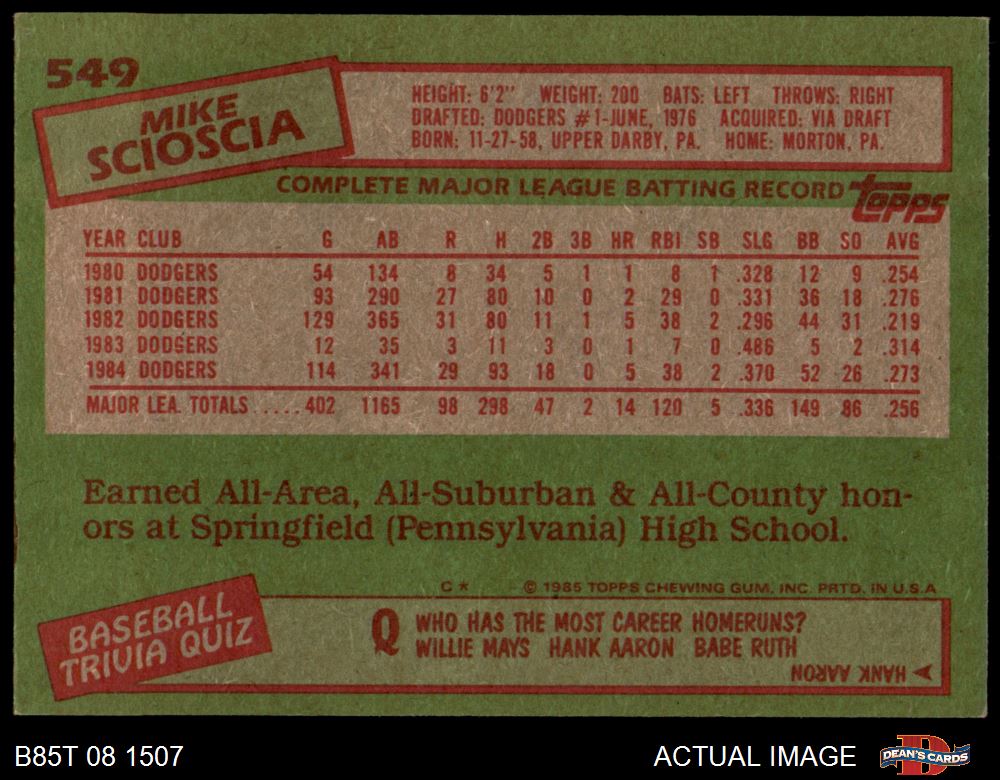 549
MIKE
SCIOSCIA
HEIGHT: 6'2" WEIGHT: 200 BATS: LEFT THROWS: RIGHT
DRAFTED: DODGERS #1-JUNE, 1976 ACQUIRED: VIA DRAFT
BORN: 11-27-58, UPPER DARBY, PA. HOME: MORTON, PA.
COMPLETE MAJOR LEAGUE BATTING RECORD topps
YEAR CLUB G AB R H 2B 3B HR RBI SB SLG BB SO AVG
1980 DODGERS 54 134 8 34 5 1 1 8 1 .328 12 9 .254
1981 DODGERS 93 290 27 80 10 0 2 29 0 .331 36 18 .276
1982 DODGERS 129 365 31 80 11 1 5 38 2 .296 44 31 .219
1983 DODGERS 12 35 3 11 3 0 1 7 0 .486 5 2 .314
1984 DODGERS 114 341 29 93 18 0 5 38 2 .370 52 26 .273
MAJOR LEA. TOTALS ..... 402 1165 98 298 47 2 14 120 5 .336 149 86 .256
Earned All-Area, All-Suburban & All-County hon-
ors at Springfield (Pennsylvania) High School.
C* © 1985 TOPPS CHEWING GUM, INC. PRTD. IN U.S.A
BASEBALL
TRIVIA QUIZ
Q WHO HAS THE MOST CAREER HOMERUNS?
WILLIE MAYS HANK AARON BABE RUTH
HANK AARON
B85T 08 1507 ACTUAL IMAGE DEAN'S CARDS